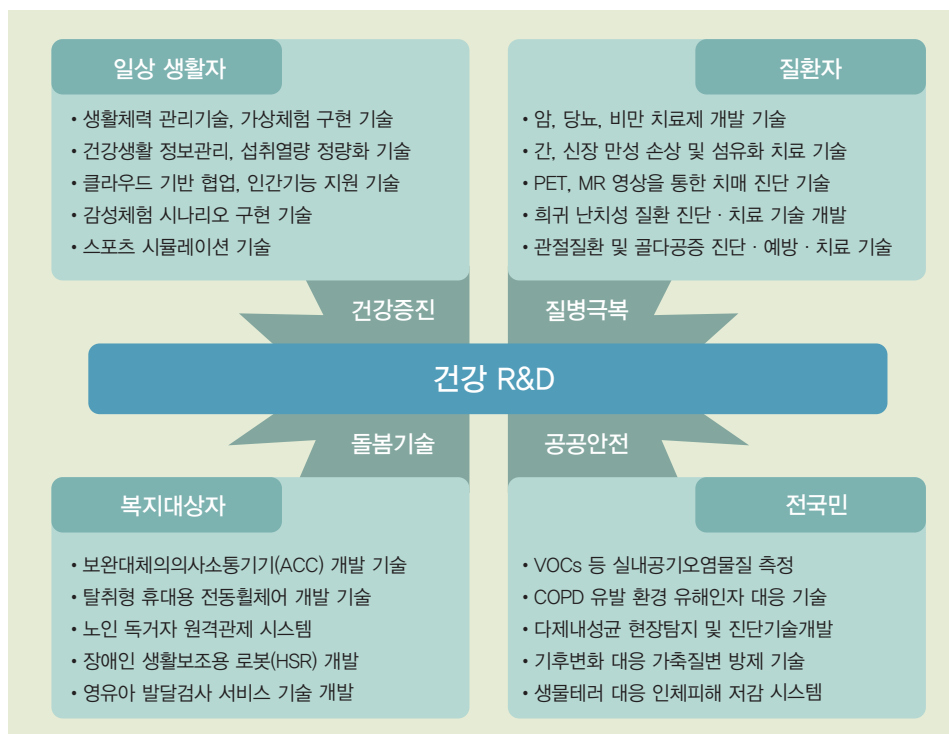 일상 생활자
• 생활체력 관리기술, 가상체험 구현 기술
• 건강생활 정보관리, 섭취열량 정량화 기술
• 클라우드 기반 협업, 인간기능 지원 기술
• 감성체험 시나리오 구현 기술
• 스포츠 시뮬레이션 기술
질환자
• 암, 당뇨, 비만 치료제 개발 기술
• 간, 신장 만성 손상 및 섬유화 치료 기술
• PET, MR 영상을 통한 치매 진단 기술
• 희귀 난치성 질환 진단 · 치료 기술 개발
• 관절질환 및 골다공증 진단 · 예방 · 치료 기술
건강증진
질병극복
건강 R&D
돌봄기술
공공안전
복지대상자
• 보완대체의의사소통기기(ACC) 개발 기술
• 탈취형 휴대용 전동휠체어 개발 기술
• 노인 독거자 원격관제 시스템
• 장애인 생활보조용 로봇(HSR) 개발
• 영유아 발달검사 서비스 기술 개발
전국민
• VOCs 등 실내공기오염물질 측정
• COPD 유발 환경 유해인자 대응 기술
• 다제내성균 현장탐지 및 진단기술개발
• 기후변화 대응 가축질변 방제 기술
• 생물테러 대응 인체피해 저감 시스템